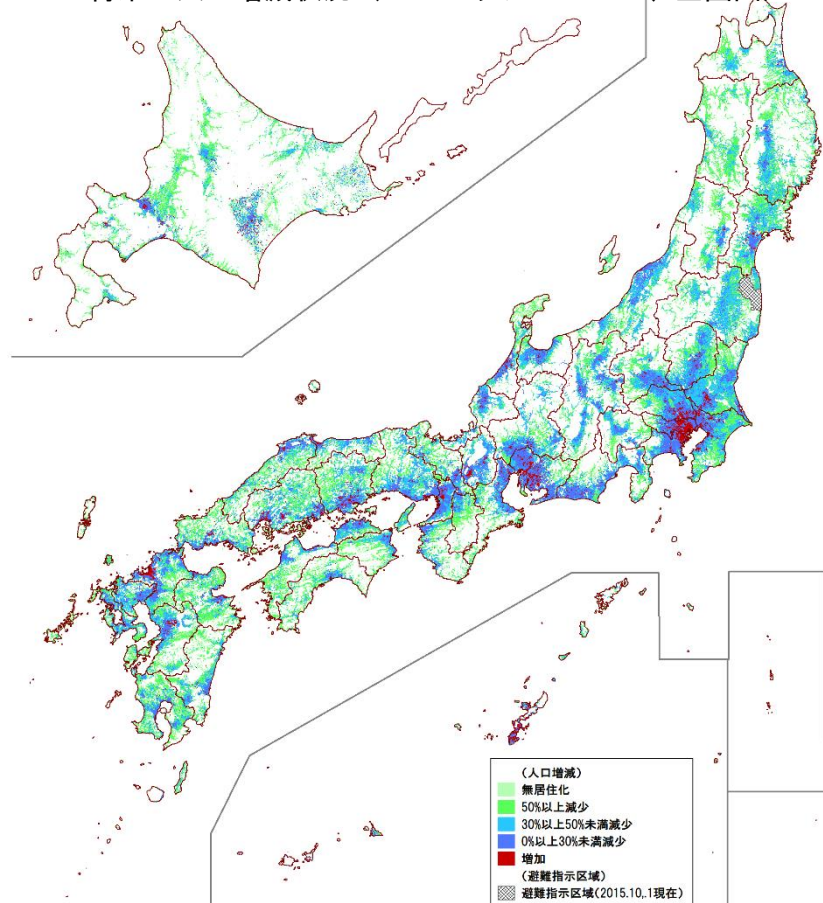 (人口増減)
無居住化
50%以上減少
30%以上50%未満減少
0%以上30%未満減少
増加
(避難指示区域)
避難指示区域(2015.10,.1現在)